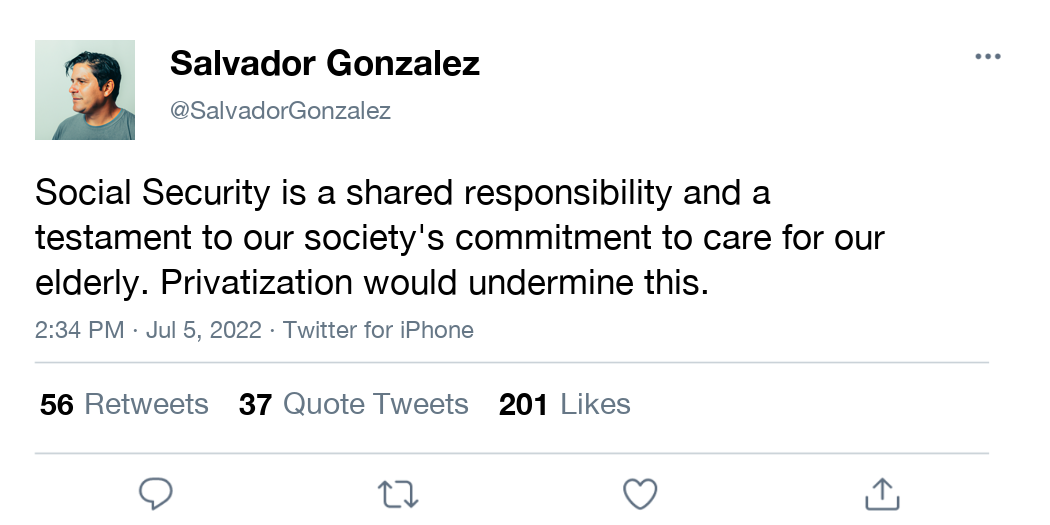 Salvador Gonzalez
@SalvadorGonzalez
Social Security is a shared responsibility and a
testament to our society's commitment to care for our
elderly. Privatization would undermine this.
2:34 PM · Jul 5, 2022 · Twitter for iPhone
56 Retweets 37 Quote Tweets 201 Likes